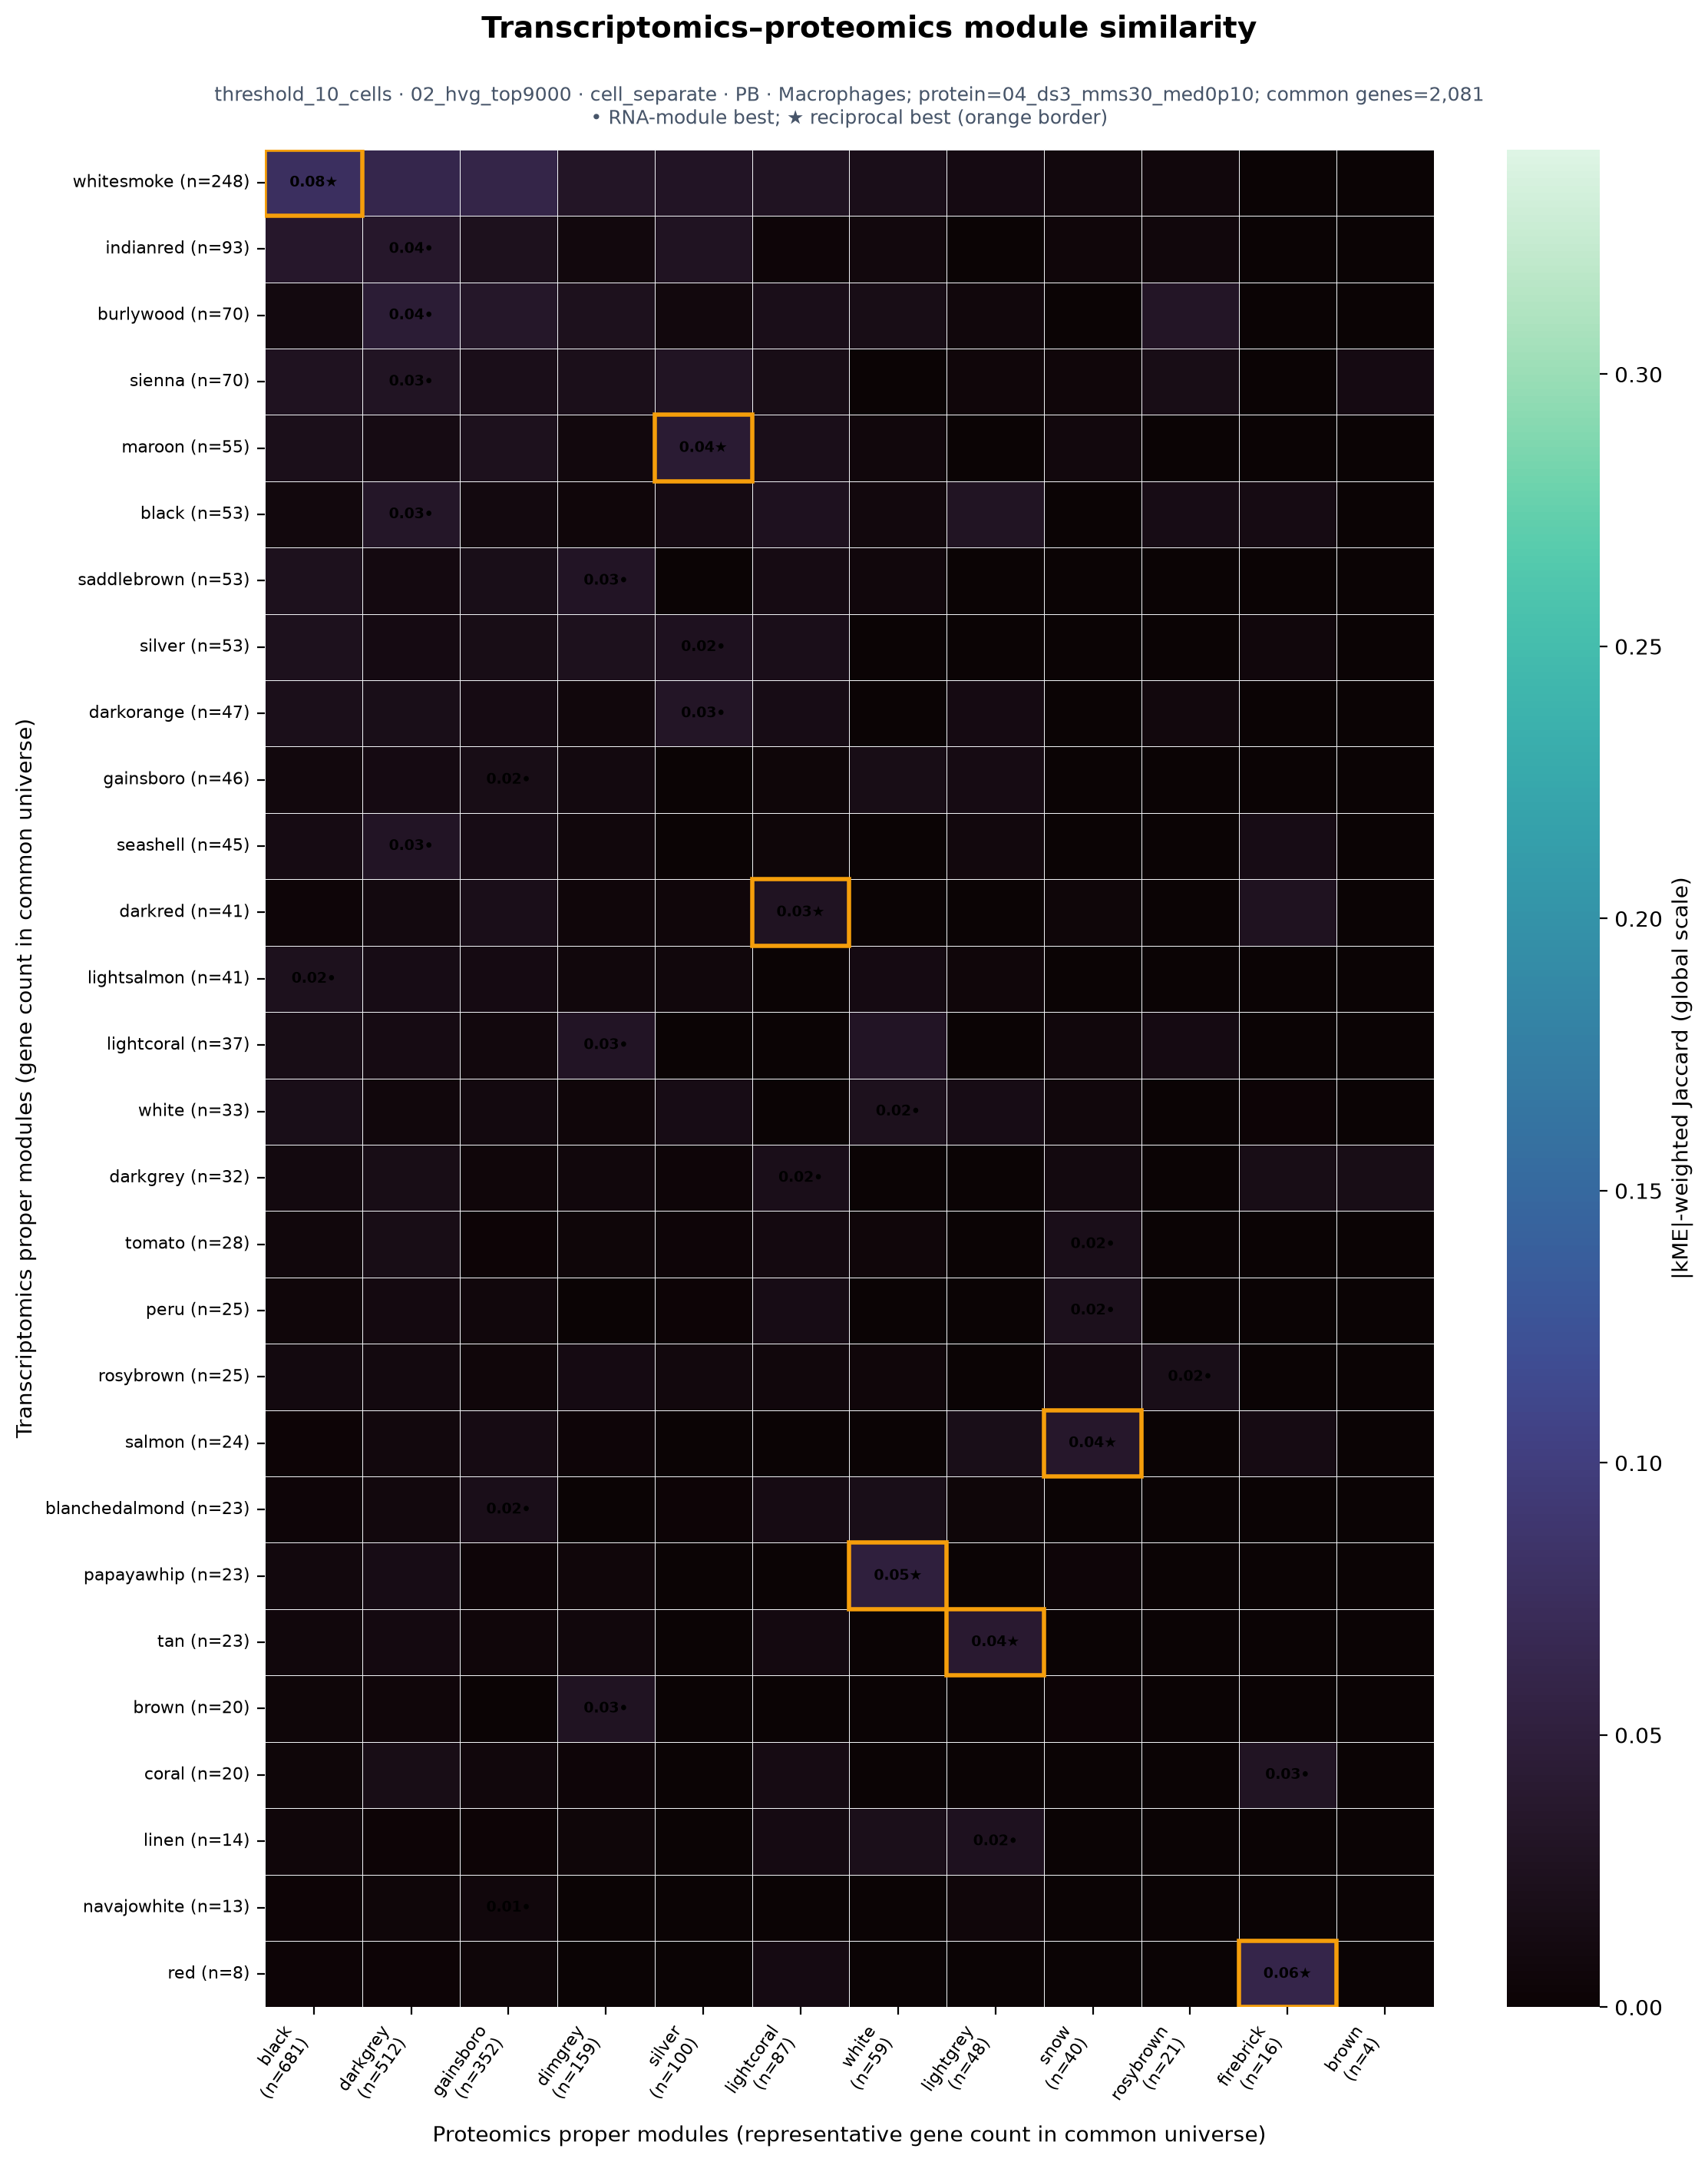 Transcriptomics–proteomics module similarity
threshold_10_cells · 02_hvg_top9000 · cell_separate · PB · Macrophages; protein=04_ds3_mms30_med0p10; common genes=2,081
• RNA-module best; ★ reciprocal best (orange border)
Transcriptomics proper modules (gene count in common universe)
whitesmoke (n=248)
0.08★
indianred (n=93)
0.04•
burlywood (n=70)
0.04•
sienna (n=70)
0.03•
maroon (n=55)
0.04★
black (n=53)
0.03•
saddlebrown (n=53)
0.03•
silver (n=53)
0.02•
darkorange (n=47)
0.03•
gainsboro (n=46)
0.02•
seashell (n=45)
0.03•
darkred (n=41)
0.03★
lightsalmon (n=41)
0.02•
lightcoral (n=37)
0.03•
white (n=33)
0.02•
darkgrey (n=32)
0.02•
tomato (n=28)
0.02•
peru (n=25)
0.02•
rosybrown (n=25)
0.02•
salmon (n=24)
0.04★
blanchedalmond (n=23)
0.02•
papayawhip (n=23)
0.05★
tan (n=23)
0.04★
brown (n=20)
0.03•
coral (n=20)
0.03•
linen (n=14)
0.02•
navajowhite (n=13)
0.01•
red (n=8)
0.06★
black
(n=681)
darkgrey
(n=512)
gainsboro
(n=352)
dimgrey
(n=159)
silver
(n=100)
lightcoral
(n=87)
white
(n=59)
lightgrey
(n=48)
snow
(n=40)
rosybrown
(n=21)
firebrick
(n=16)
brown
(n=4)
Proteomics proper modules (representative gene count in common universe)
0.30
0.25
0.20
0.15
0.10
0.05
0.00
|kME|-weighted Jaccard (global scale)